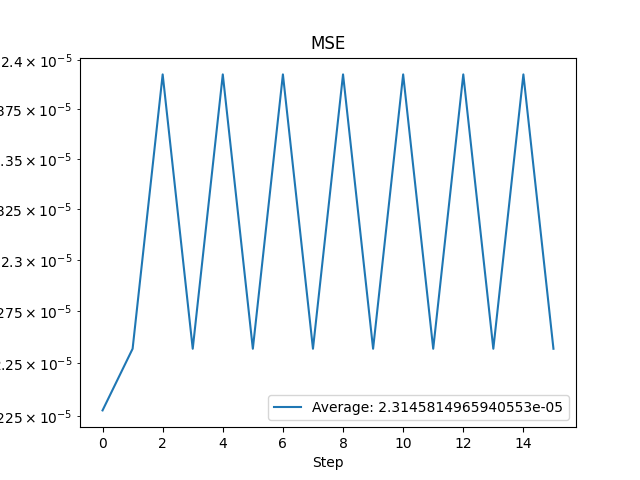 MSE
2.4 × 10⁻⁵
375 × 10⁻⁵
.35 × 10⁻⁵
325 × 10⁻⁵
2.3 × 10⁻⁵
275 × 10⁻⁵
.25 × 10⁻⁵
225 × 10⁻⁵
Average: 2.3145814965940553e-05
0 2 4 6 8 10 12 14
Step